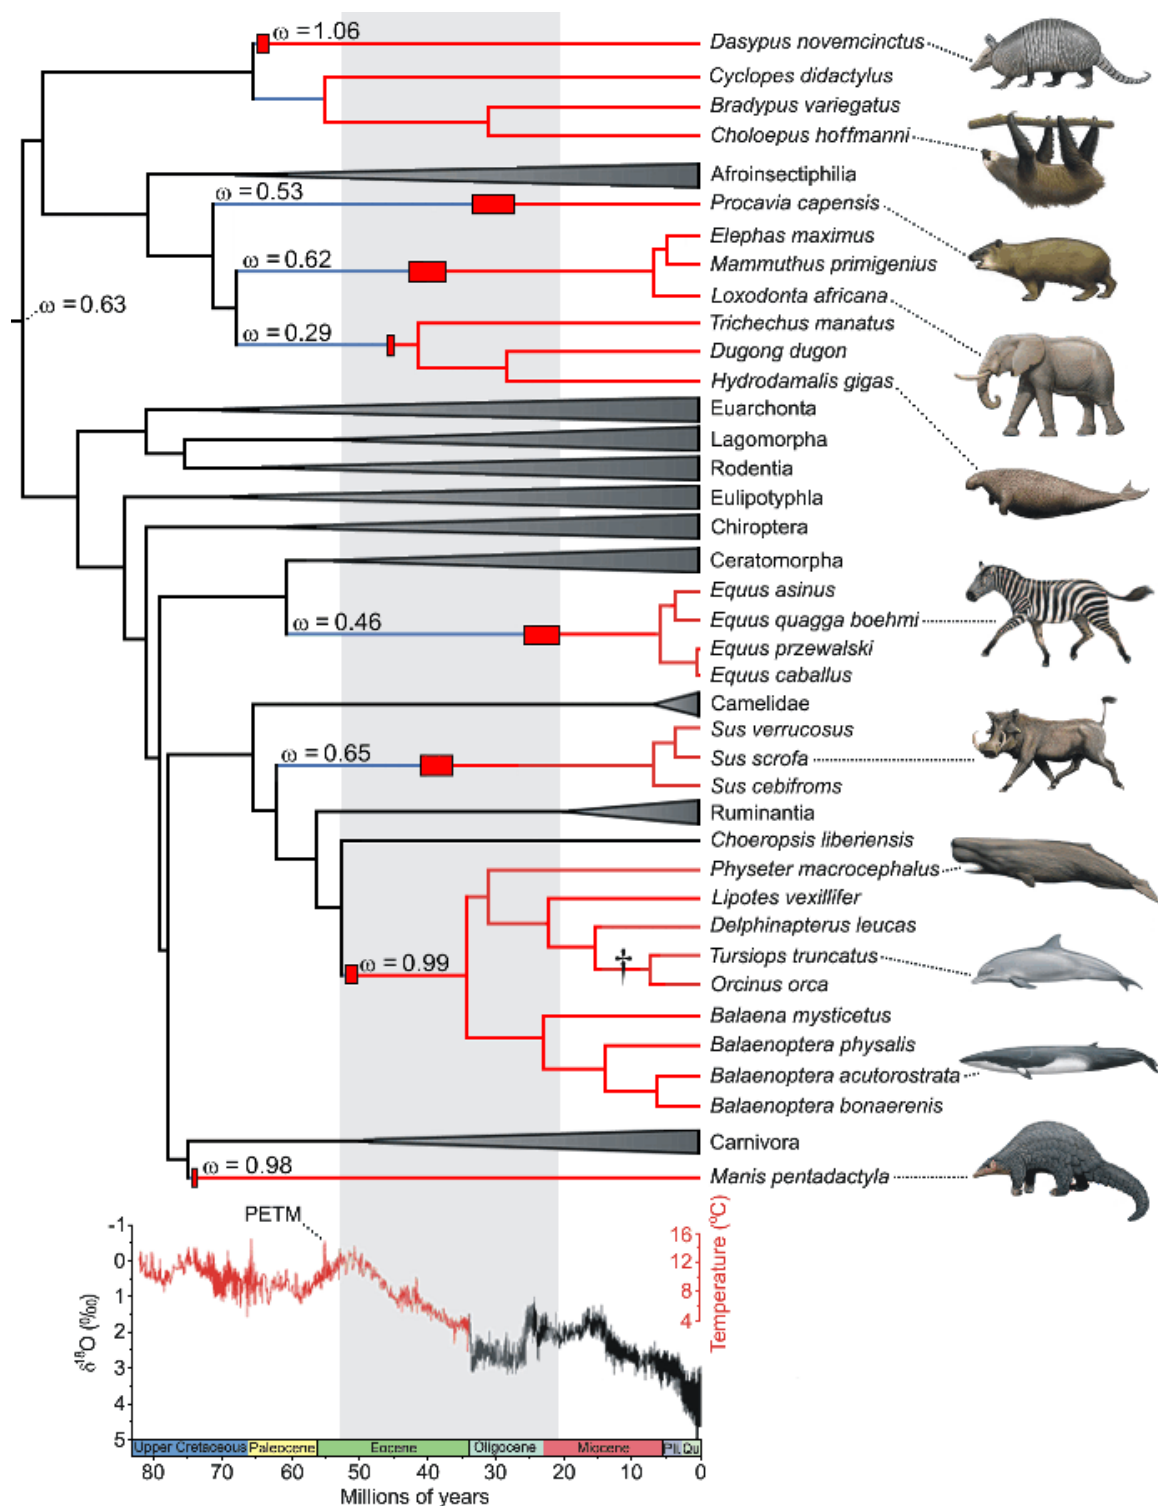 ω = 1.06
Dasypus novemcinctus
Cyclopes didactylus
Bradypus variegatus
Choloepus hoffmanni
Afroinsectiphilia
ω = 0.53
Procavia capensis
Elephas maximus
ω = 0.62
Mammuthus primigenius
Loxodonta africana
ω = 0.63
Trichechus manatus
ω = 0.29
Dugong dugon
Hydrodamalis gigas
Euarchonta
Lagomorpha
Rodentia
Eulipotyphla
Chiroptera
Ceratomorpha
Equus asinus
ω = 0.46
Equus quagga boehmi
Equus przewalski
Equus caballus
Camelidae
Sus verrucosus
ω = 0.65
Sus scrofa
Sus cebifroms
Ruminantia
Choeropsis liberiensis
Physeter macrocephalus
Lipotes vexillifer
Delphinapterus leucas
†
Tursiops truncatus
ω = 0.99
Orcinus orca
Balaena mysticetus
Balaenoptera physalis
Balaenoptera acutorostrata
Balaenoptera bonaerenis
Carnivora
ω = 0.98
Manis pentadactyla
PETM
-1
0
1
2
3
4
5
δ18O (0/00)
16
12
8
4
Temperature (ºC)
Upper Cretaceous Paleocene Eocene Oligocene Miocene Pli. Qu
80 70 60 50 40 30 20 10 0
Millions of years